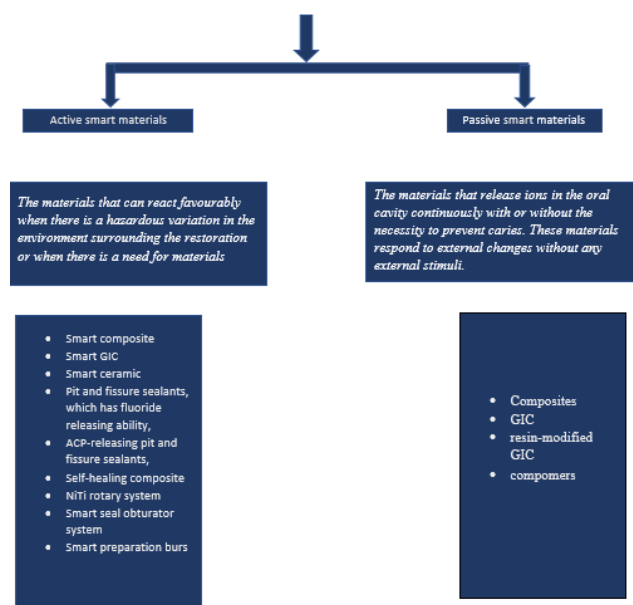 Active smart materials
Passive smart materials
The materials that can react favourably
when there is a hazardous variation in the
environment surrounding the restoration
or when there is a need for materials
The materials that release ions in the oral
cavity continuously with or without the
necessity to prevent caries. These materials
respond to external changes without any
external stimuli.
• Smart composite
• Smart GIC
• Smart ceramic
• Pit and fissure sealants,
which has fluoride
releasing ability,
• ACP-releasing pit and
fissure sealants,
• Self-healing composite
• NiTi rotary system
• Smart seal obturator
system
• Smart preparation burs
• Composites
• GIC
• resin-modified
GIC
• compomers